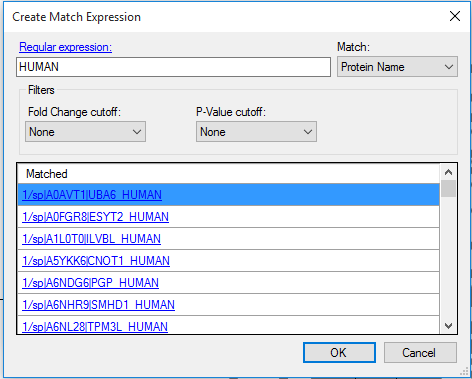 Create Match Expression
Regular expression: Match:
HUMAN Protein Name
Filters
Fold Change cutoff: P-Value cutoff:
None None
Matched
1/sp|A0AVT1|UBA6_HUMAN
1/sp|A0FGR8|ESYT2_HUMAN
1/sp|A1L0T0|ILVBL_HUMAN
1/sp|A5YKK6|CNOT1_HUMAN
1/sp|A6NDG6|PGP_HUMAN
1/sp|A6NHR9|SMHD1_HUMAN
1/sp|A6NL28|TPM3L_HUMAN
OK Cancel